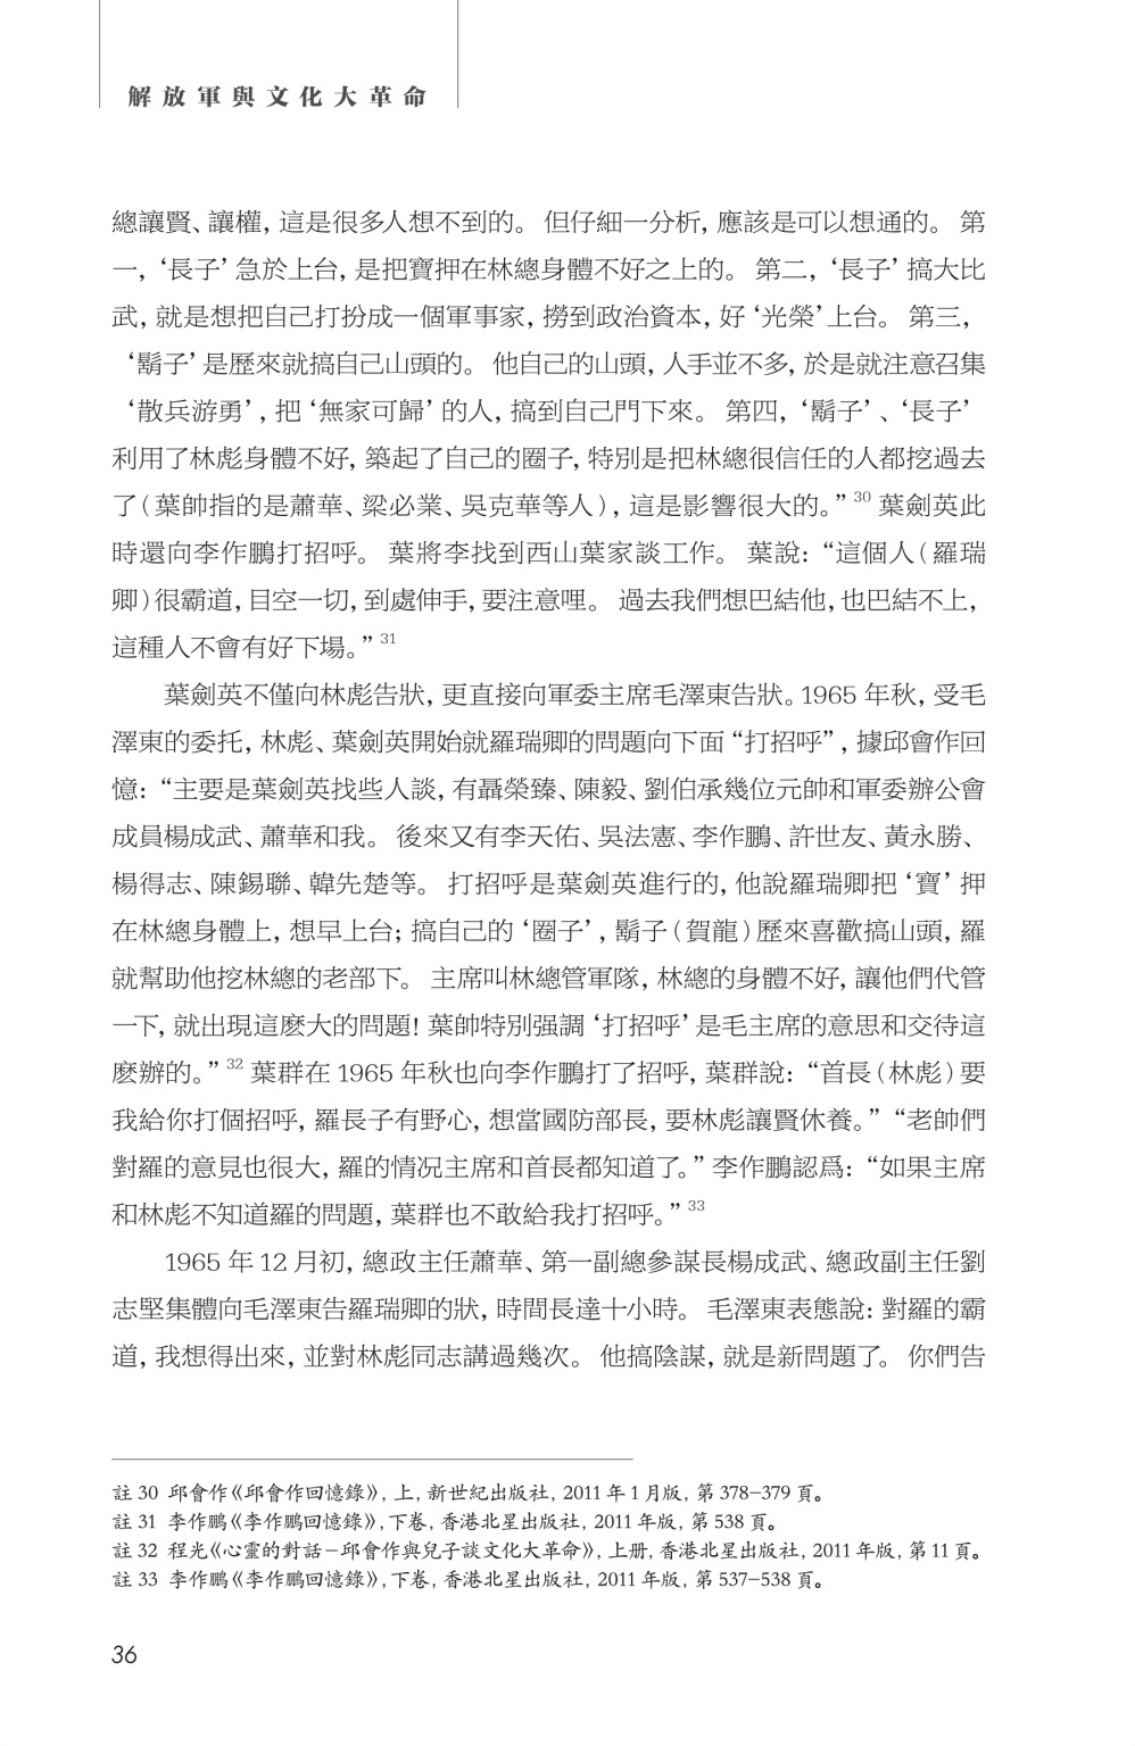 解放軍與文化大革命
總讓賢、讓權，這是很多人想不到的。但仔細一分析，應該是可以想通的。第
一，‘長子’急於上台，是把寶押在林總身體不好之上的。第二，‘長子’搞大比
武，就是想把自己打扮成一個軍事家，撈到政治資本，好‘光榮’上台。第三，
‘鬍子’是歷來就搞自己山頭的。他自己的山頭，人手並不多，於是就注意召集
‘散兵游勇’，把‘無家可歸’的人，搞到自己門下來。第四，‘鬍子’、‘長子’
利用了林彪身體不好，築起了自己的圈子，特別是把林總很信任的人都挖過去
了（葉帥指的是蕭華、梁必業、吳克華等人），這是影響很大的。”30 葉劍英此
時還向李作鵬打招呼。葉將李找到西山葉家談工作。葉說：“這個人（羅瑞
卿）很霸道，目空一切，到處伸手，要注意哩。過去我們想巴結他，也巴結不上，
這種人不會有好下場。”31
葉劍英不僅向林彪告狀，更直接向軍委主席毛澤東告狀。1965 年秋，受毛
澤東的委托，林彪、葉劍英開始就羅瑞卿的問題向下面“打招呼”，據邱會作回
憶：“主要是葉劍英找些人談，有聶榮臻、陳毅、劉伯承幾位元帥和軍委辦公會
成員楊成武、蕭華和我。後來又有李天佑、吳法憲、李作鵬、許世友、黃永勝、
楊得志、陳錫聯、韓先楚等。打招呼是葉劍英進行的，他說羅瑞卿把‘寶’押
在林總身體上，想早上台；搞自己的‘圈子’，鬍子（賀龍）歷來喜歡搞山頭，羅
就幫助他挖林總的老部下。主席叫林總管軍隊，林總的身體不好，讓他們代管
一下，就出現這麼大的問題！葉帥特別强調‘打招呼’是毛主席的意思和交待這
麼辦的。”32 葉群在 1965 年秋也向李作鵬打了招呼，葉群說：“首長（林彪）要
我給你打個招呼，羅長子有野心，想當國防部長，要林彪讓賢休養。”“老帥們
對羅的意見也很大，羅的情况主席和首長都知道了。”李作鵬認爲：“如果主席
和林彪不知道羅的問題，葉群也不敢給我打招呼。”33
1965 年 12 月初，總政主任蕭華、第一副總參謀長楊成武、總政副主任劉
志堅集體向毛澤東告羅瑞卿的狀，時間長達十小時。毛澤東表態說：對羅的霸
道，我想得出來，並對林彪同志講過幾次。他搞陰謀，就是新問題了。你們告
註 30 邱會作《邱會作回憶錄》，上，新世紀出版社，2011 年 1 月版，第 378–379 頁。
註 31 李作鵬《李作鵬回憶錄》，下卷，香港北星出版社，2011 年版，第 538 頁。
註 32 程光《心靈的對話－邱會作與兒子談文化大革命》，上册，香港北星出版社，2011 年版，第 11 頁。
註 33 李作鵬《李作鵬回憶錄》，下卷，香港北星出版社，2011 年版，第 537–538 頁。
36